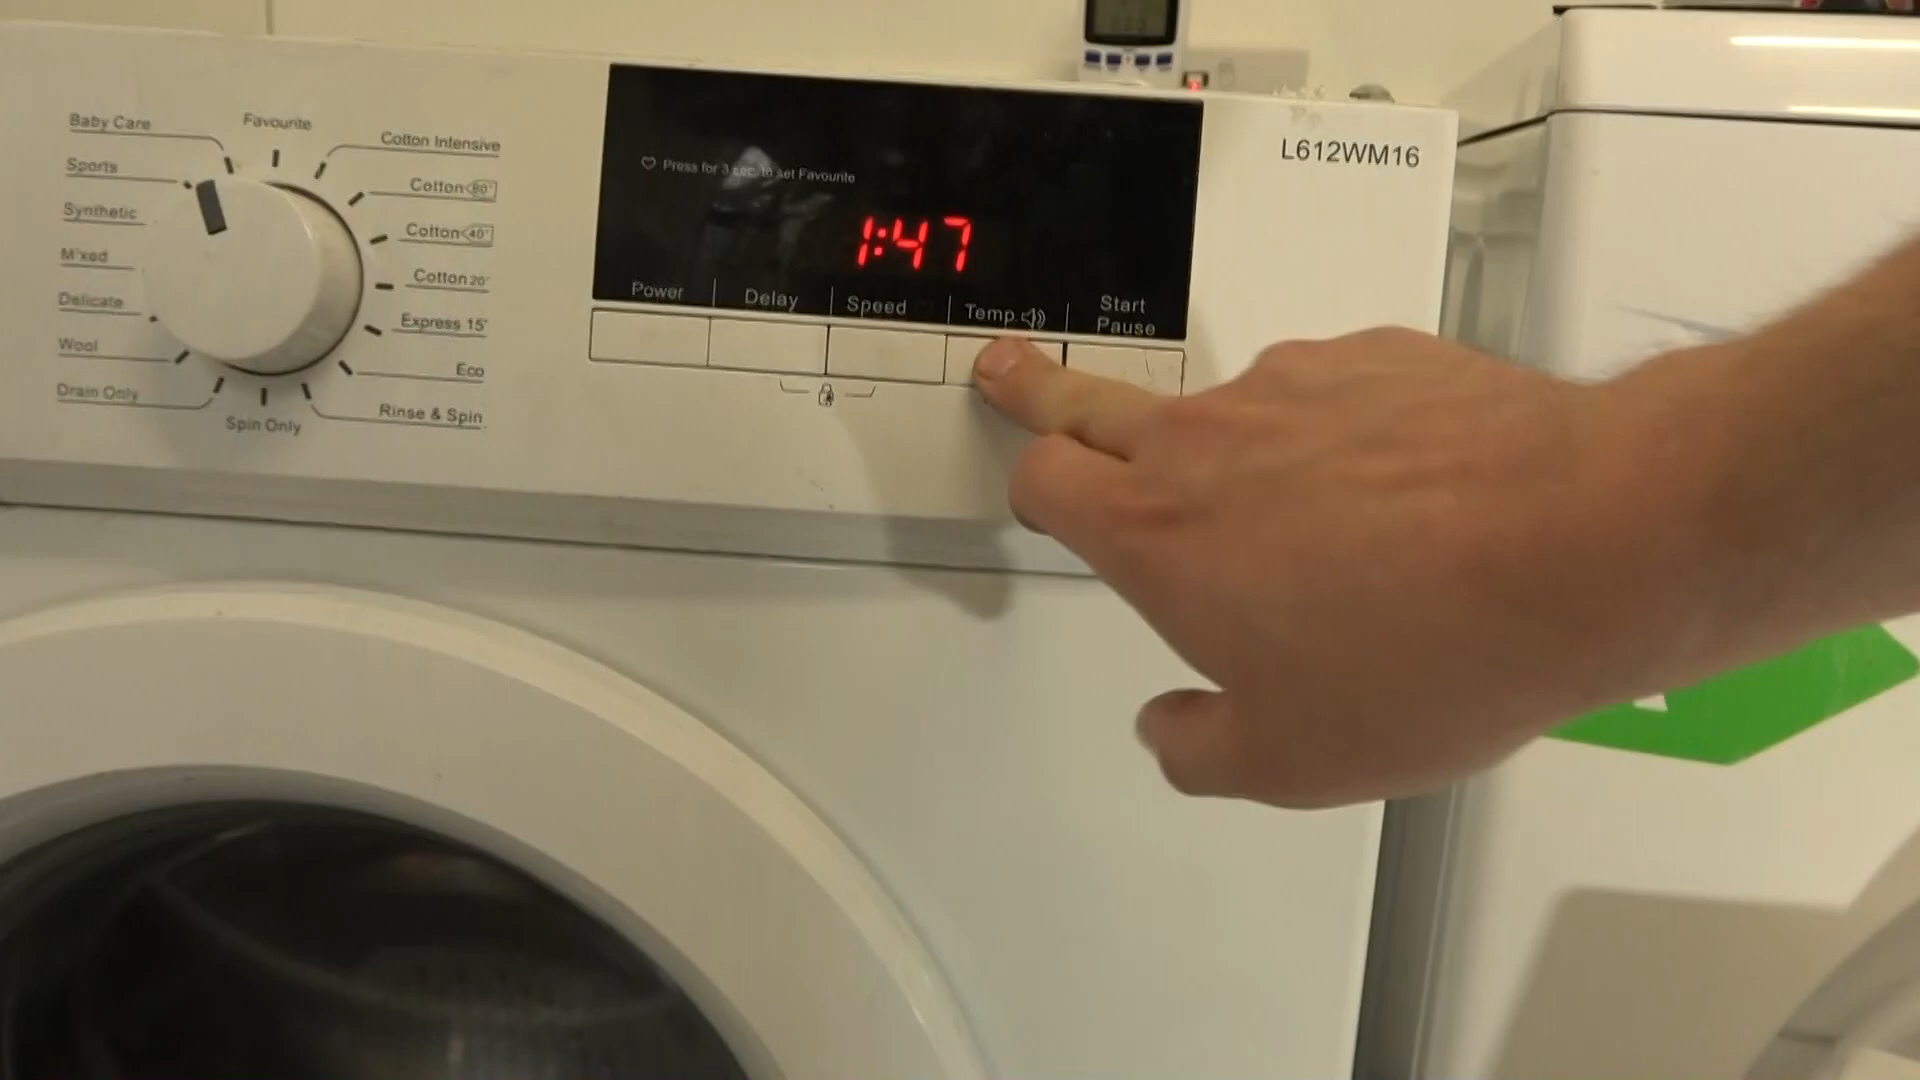 Baby Care
Sports
Synthetic
Mixed
Delicate
Wool
Drain Only
Favourite
Cotton Intensive
Cotton 60°
Cotton 40°
Cotton 20°
Express 15'
Eco
Rinse & Spin
Spin Only
Press for 3 sec. to set Favourite
1:47
Power
Delay
Speed
Temp.
Start
Pause
L612WM16